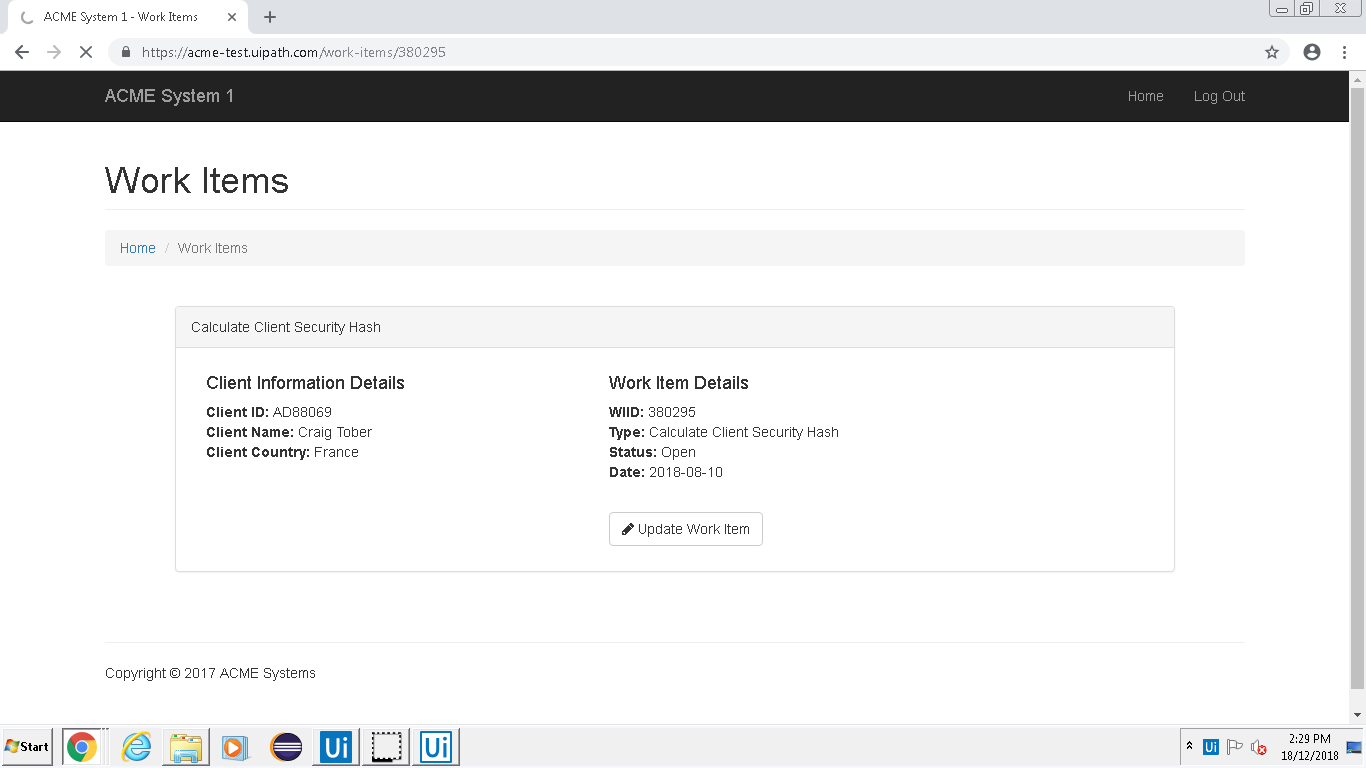 ACME System 1 - Work Items
https://acme-test.uipath.com/work-items/380295
ACME System 1
Home
Log Out
Work Items
Home / Work Items
Calculate Client Security Hash
Client Information Details
Client ID: AD88069
Client Name: Craig Tober
Client Country: France
Work Item Details
WIID: 380295
Type: Calculate Client Security Hash
Status: Open
Date: 2018-08-10
Update Work Item
Copyright © 2017 ACME Systems
Start
Ui
Ui
Ui
2:29 PM
18/12/2018